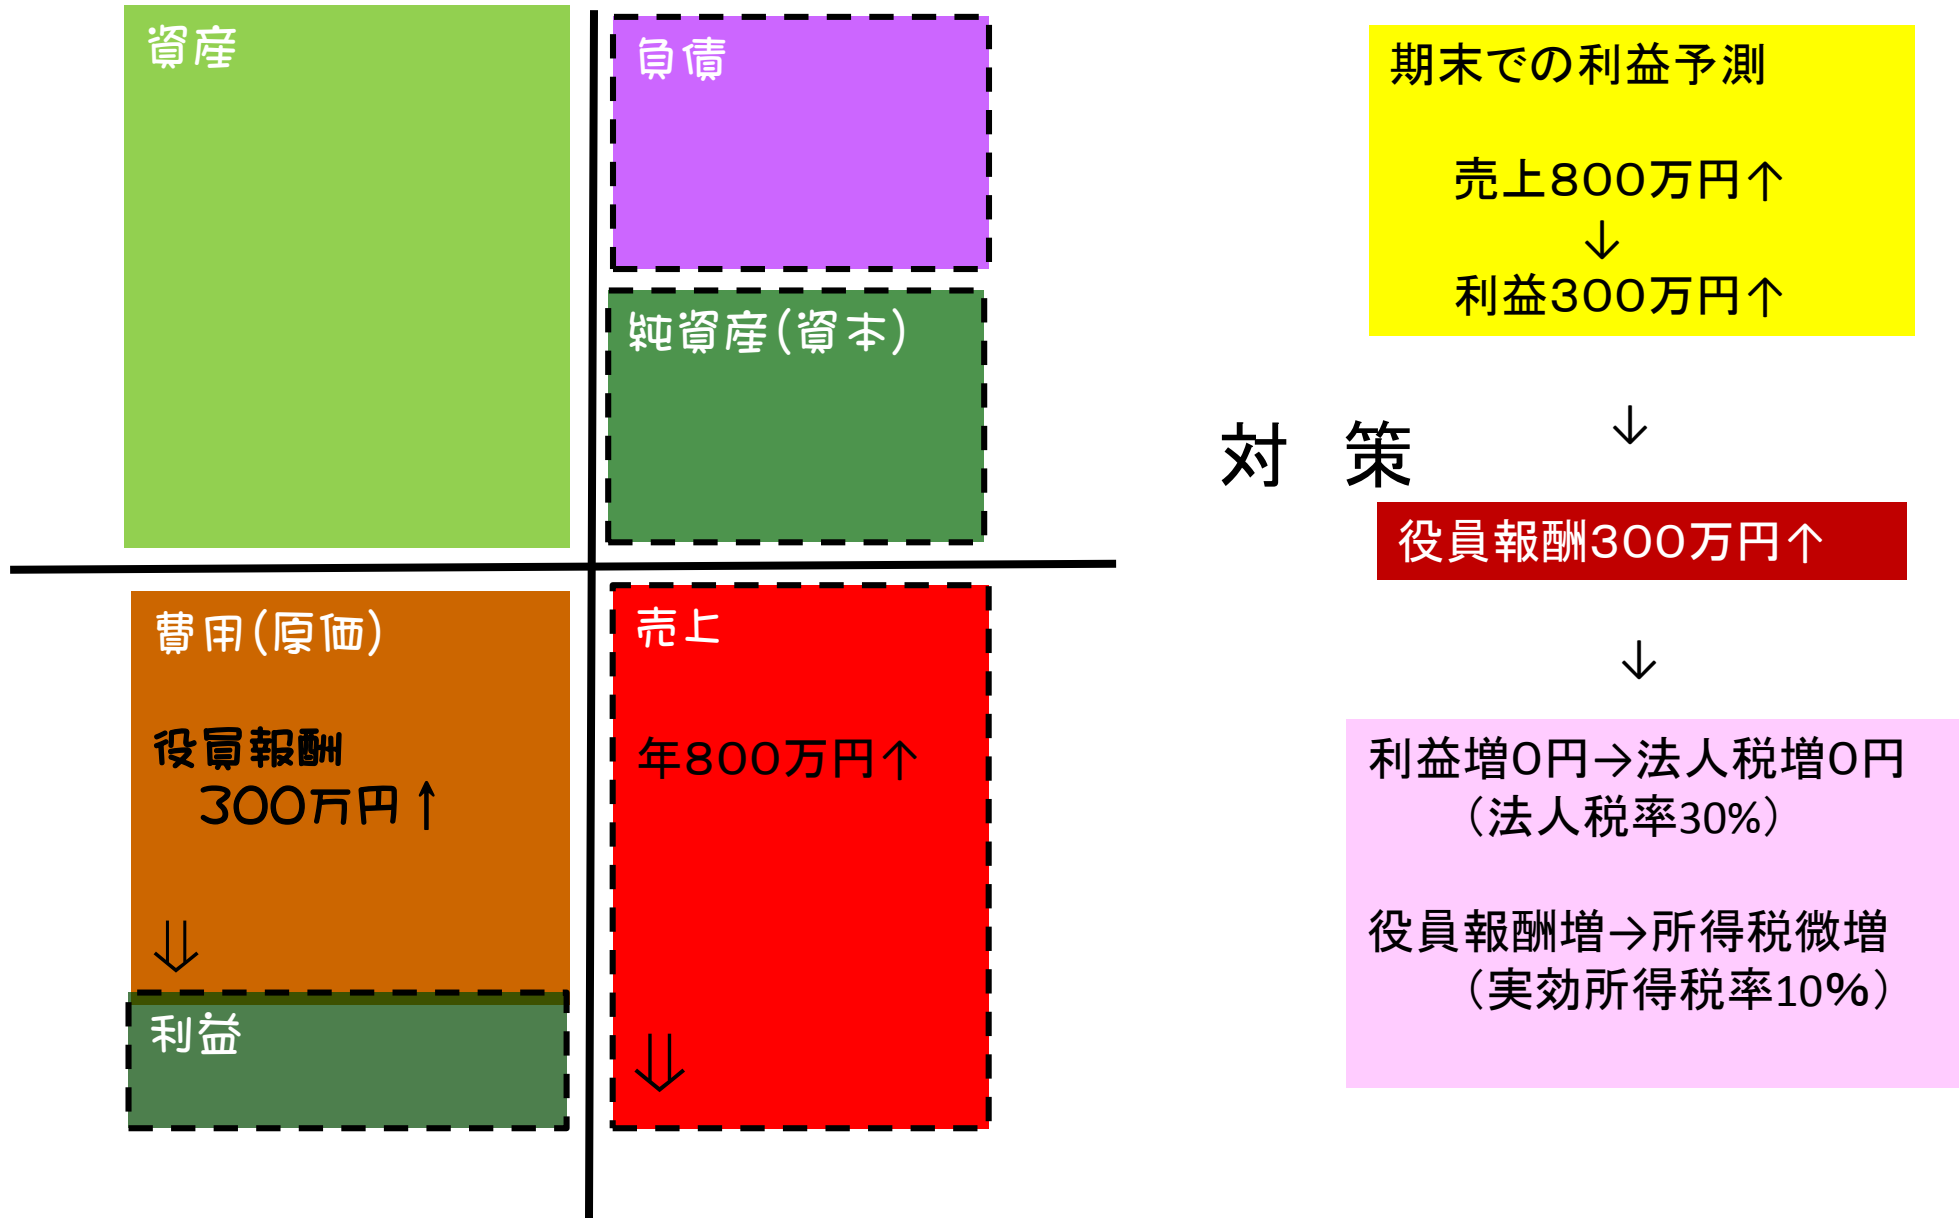 資産
負債
純資産(資本)
費用(原価)
役員報酬
300万円↑
⇓
利益
売上
年800万円↑
⇓
期末での利益予測
売上800万円↑
↓
利益300万円↑
↓
対 策
役員報酬300万円↑
↓
利益増0円→法人税増0円
（法人税率30%）
役員報酬増→所得税微増
（実効所得税率10%）